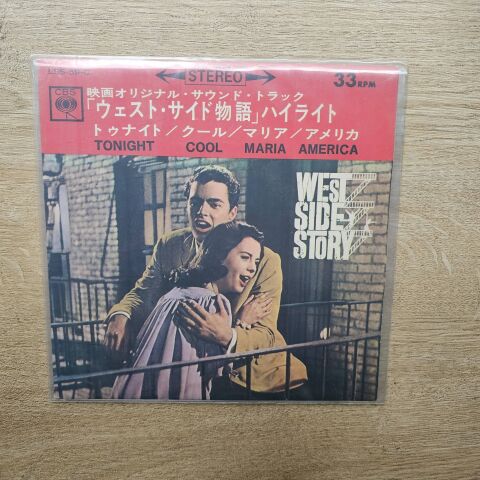 STEREO
33RPM
CBS
映画オリジナル・サウンド・トラック
「ウェスト・サイド物語」ハイライト
トゥナイト/クール/マリア/アメリカ
TONIGHT COOL MARIA AMERICA
WEST
SIDE
STORY